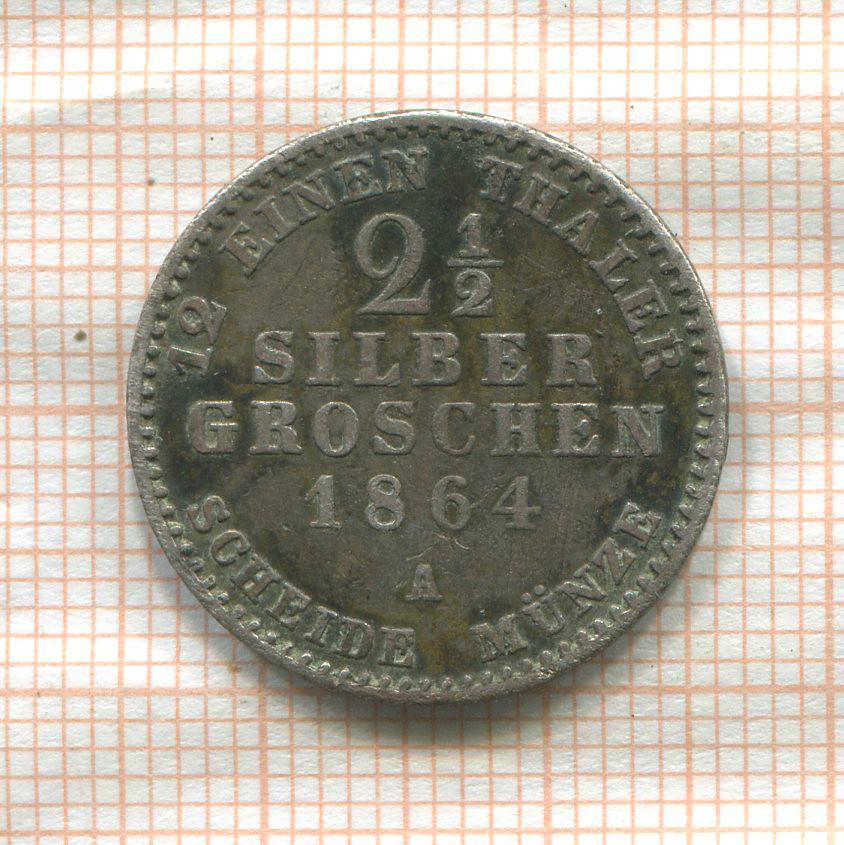 12 EINEN THALER
2 1/2
SILBER
GROSCHEN
1864
A
SCHEIDE MÜNZE